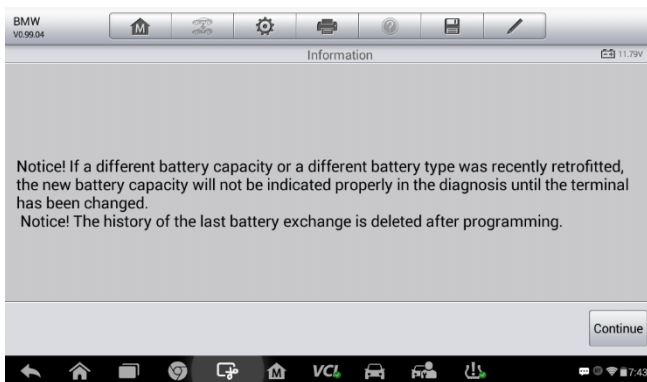 BMW
V0.99.04
M
?
Information
11.79V
Notice! If a different battery capacity or a different battery type was recently retrofitted,
the new battery capacity will not be indicated properly in the diagnosis until the terminal
has been changed.
Notice! The history of the last battery exchange is deleted after programming.
Continue
M
VCI
7:43